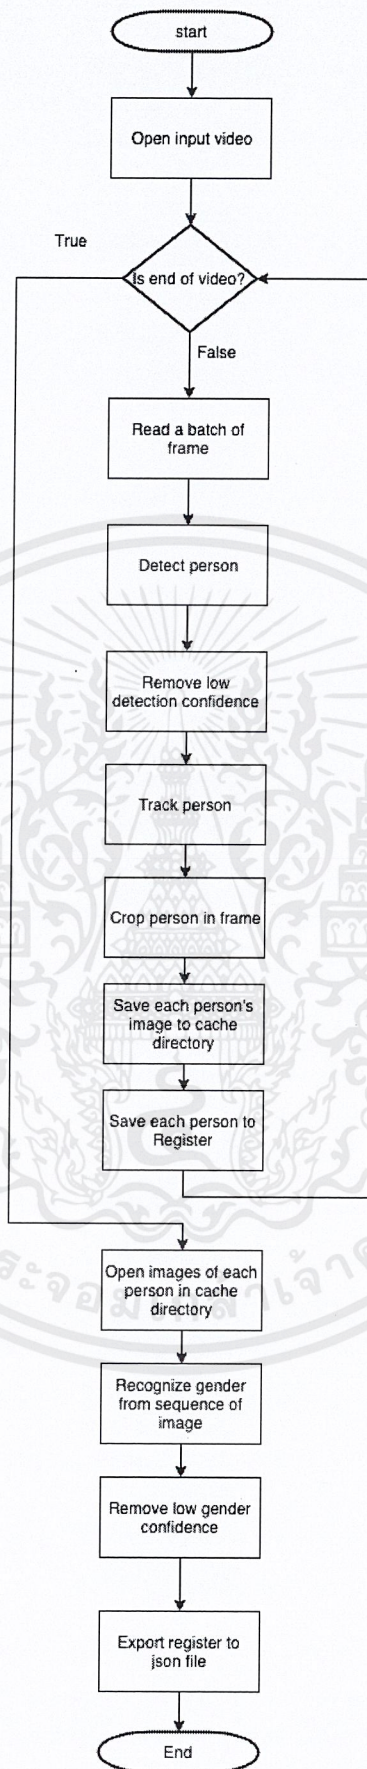 start
Open input video
True
Is end of video?
False
Read a batch of
frame
Detect person
Remove low
detection confidence
Track person
Crop person in frame
Save each person's
image to cache
directory
Save each person to
Register
Open images of each
person in cache
directory
Recognize gender
from sequence of
image
Remove low gender
confidence
Export register to
json file
End